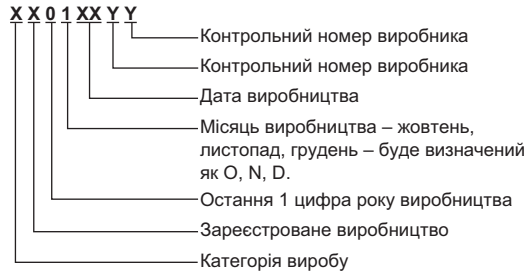 X X 0 1 XX Y Y
Контрольний номер виробника
Контрольний номер виробника
Дата виробництва
Місяць виробництва – жовтень,
листопад, грудень – буде визначений
як O, N, D.
Остання 1 цифра року виробництва
Зареєстроване виробництво
Категорія виробу